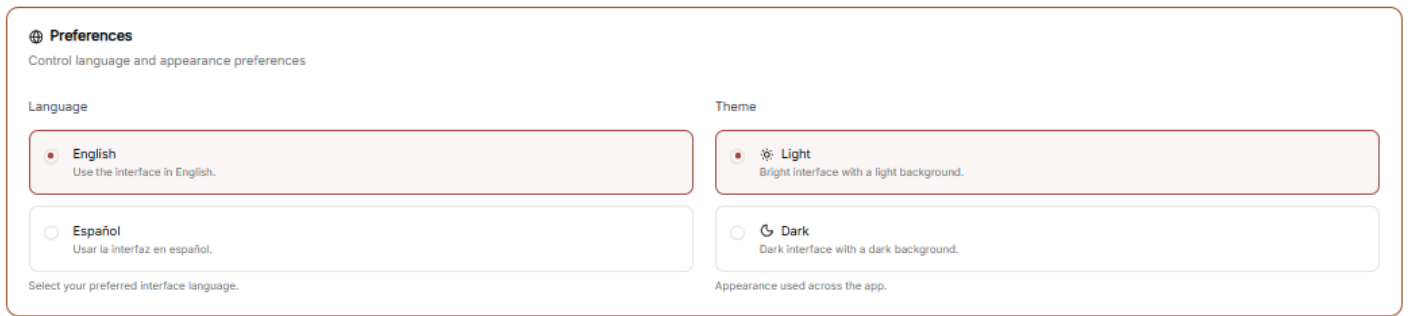 Preferences
Control language and appearance preferences
Language
English
Use the interface in English.
Español
Usar la interfaz en español.
Select your preferred interface language.
Theme
Light
Bright interface with a light background.
Dark
Dark interface with a dark background.
Appearance used across the app.